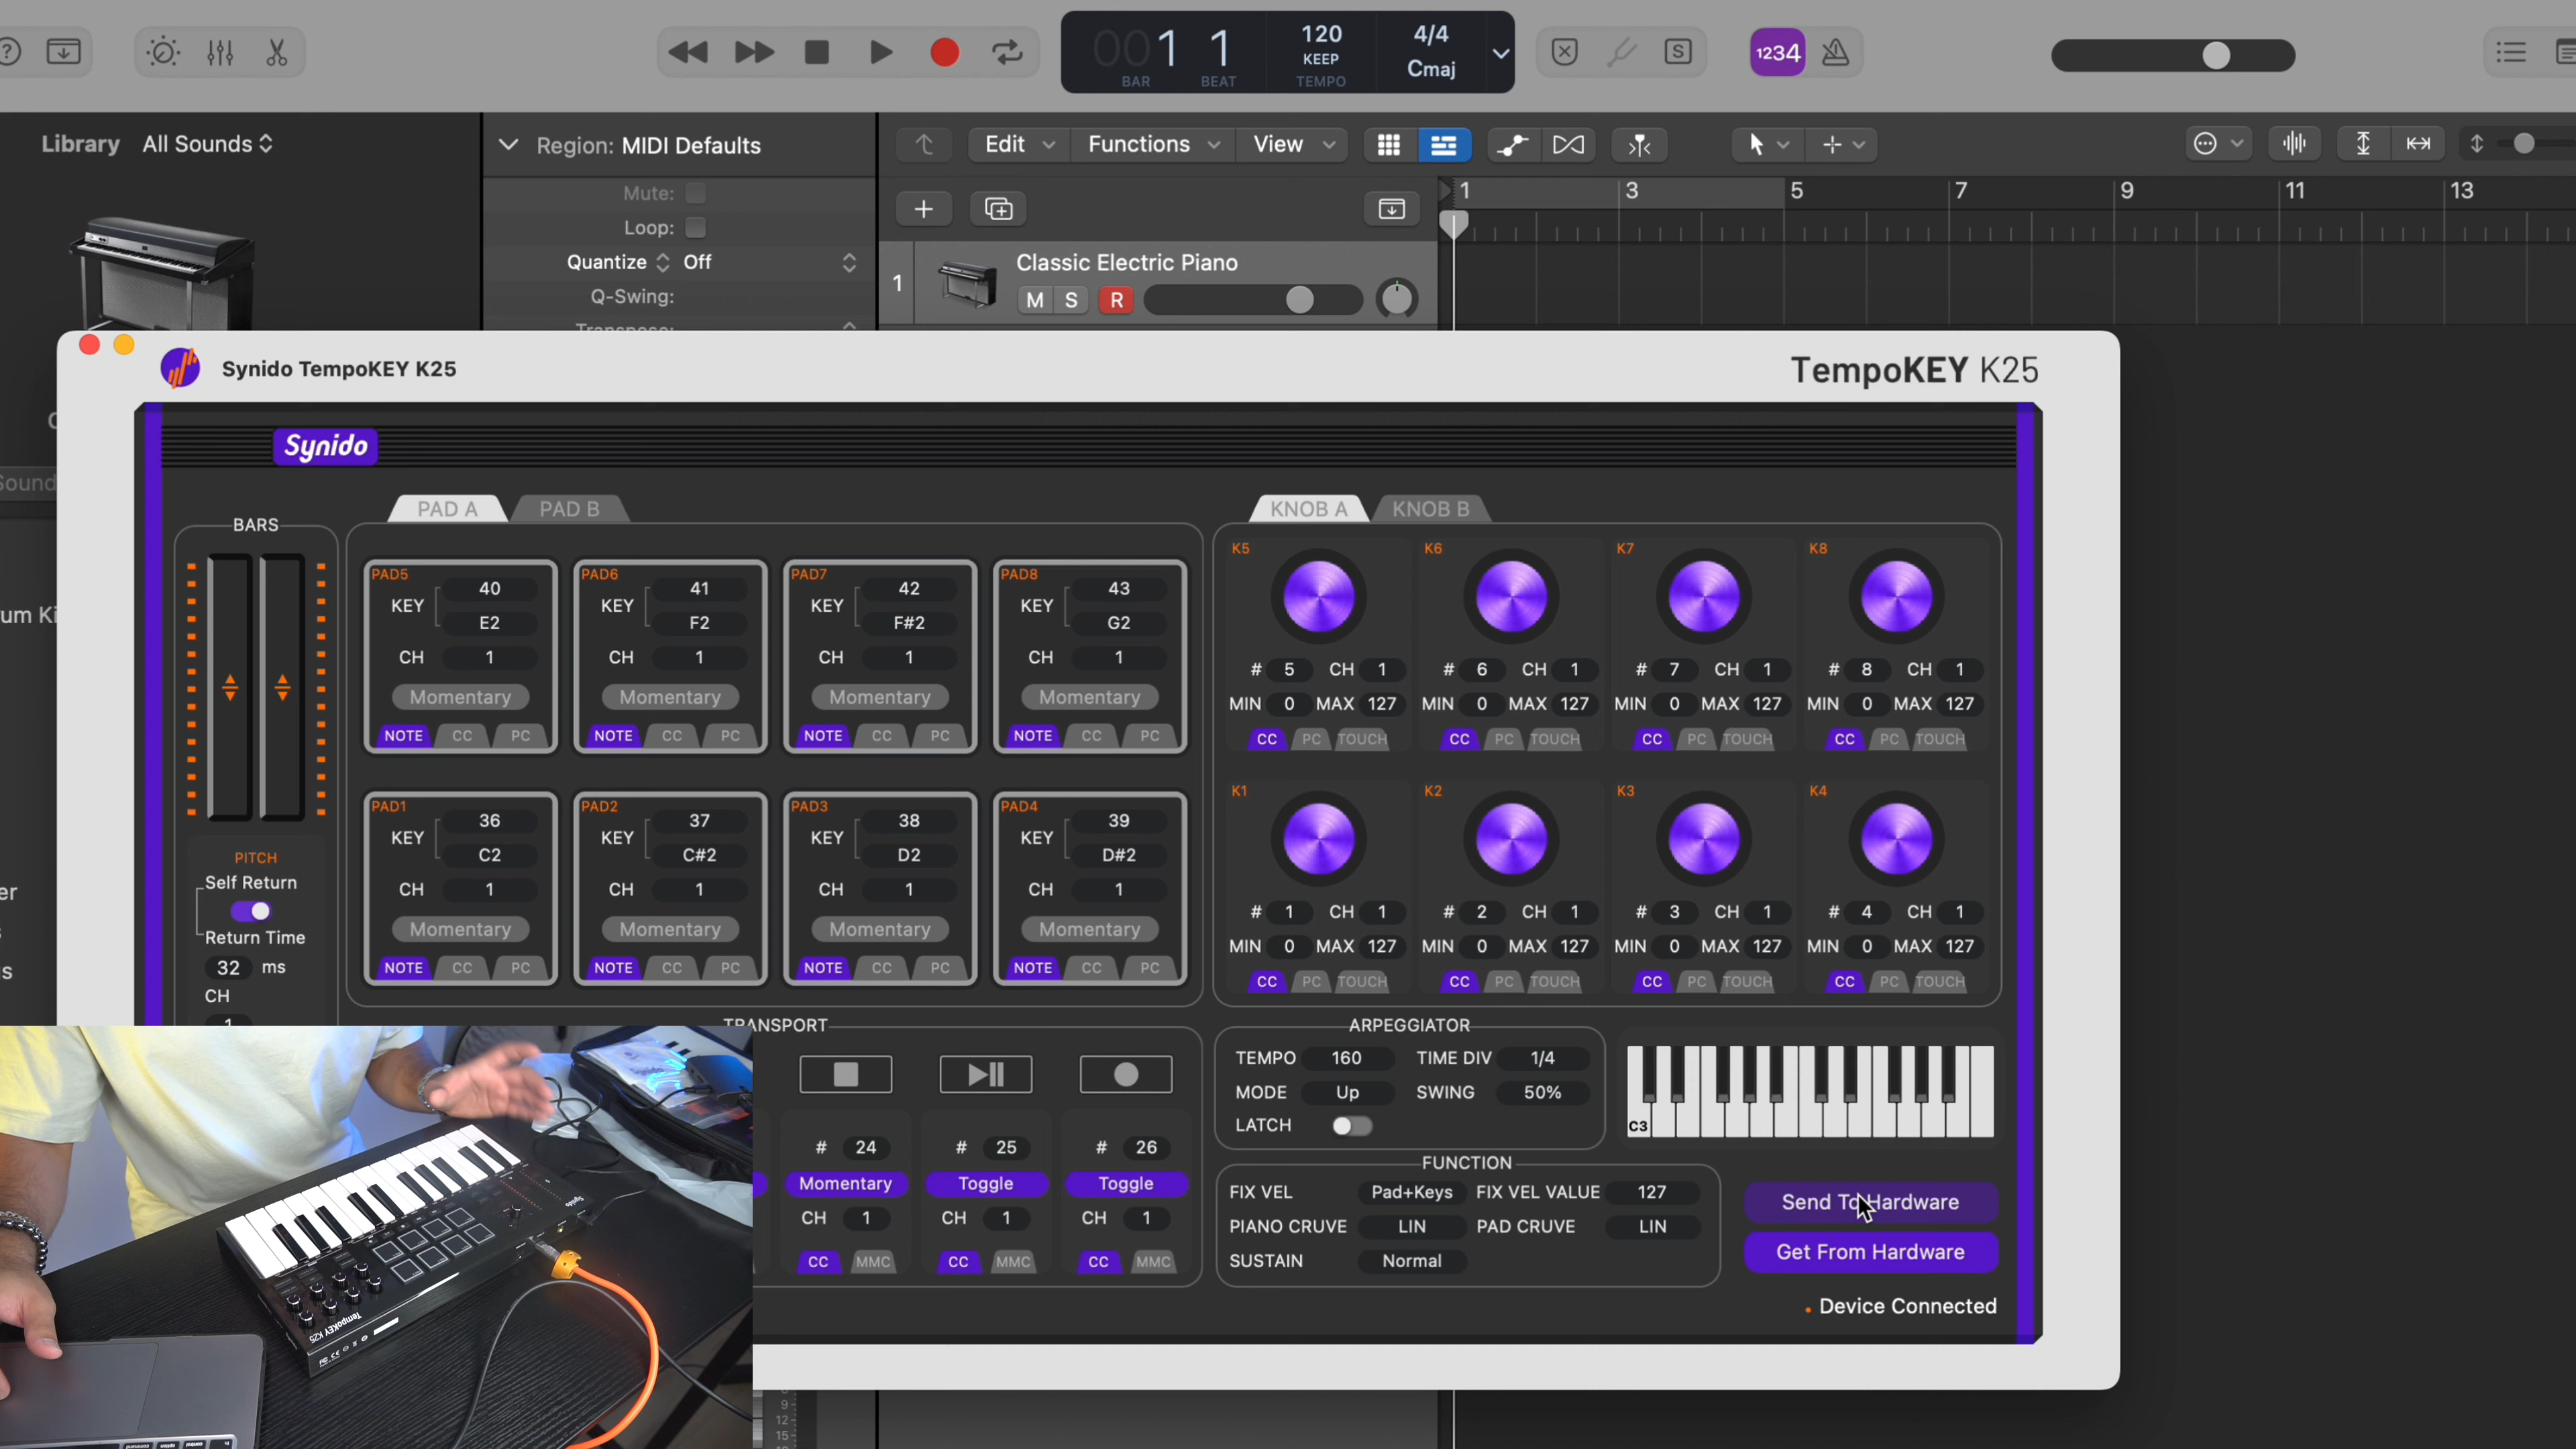 1 1
BAR BEAT
120
KEEP
TEMPO
4/4
Cmaj
S
1234
Library All Sounds
Region: MIDI Defaults
Edit Functions View
Mute:
Loop:
Quantize Off
Q-Swing:
1 3 5 7 9 11 13
1
Classic Electric Piano
M S R
Synido TempoKEY K25
TempoKEY K25
Synido
PAD A PAD B
KNOB A KNOB B
BARS
PITCH
Self Return
Return Time
32 ms
CH
PAD5
KEY 40
E2
CH 1
Momentary
NOTE CC PC
PAD6
KEY 41
F2
CH 1
Momentary
NOTE CC PC
PAD7
KEY 42
F#2
CH 1
Momentary
NOTE CC PC
PAD8
KEY 43
G2
CH 1
Momentary
NOTE CC PC
PAD1
KEY 36
C2
CH 1
Momentary
NOTE CC PC
PAD2
KEY 37
C#2
CH 1
Momentary
NOTE CC PC
PAD3
KEY 38
D2
CH 1
Momentary
NOTE CC PC
PAD4
KEY 39
D#2
CH 1
Momentary
NOTE CC PC
K5
# 5 CH 1
MIN 0 MAX 127
CC PC TOUCH
K6
# 6 CH 1
MIN 0 MAX 127
CC PC TOUCH
K7
# 7 CH 1
MIN 0 MAX 127
CC PC TOUCH
K8
# 8 CH 1
MIN 0 MAX 127
CC PC TOUCH
K1
# 1 CH 1
MIN 0 MAX 127
CC PC TOUCH
K2
# 2 CH 1
MIN 0 MAX 127
CC PC TOUCH
K3
# 3 CH 1
MIN 0 MAX 127
CC PC TOUCH
K4
# 4 CH 1
MIN 0 MAX 127
CC PC TOUCH
TRANSPORT
# 24
Momentary
CH 1
CC MMC
# 25
Toggle
CH 1
CC MMC
# 26
Toggle
CH 1
CC MMC
ARPEGGIATOR
TEMPO 160 TIME DIV 1/4
MODE Up SWING 50%
LATCH
C3
FUNCTION
FIX VEL Pad+Keys FIX VEL VALUE 127
PIANO CRUVE LIN PAD CRUVE LIN
SUSTAIN Normal
Send To Hardware
Get From Hardware
Device Connected
TempoKEY K25